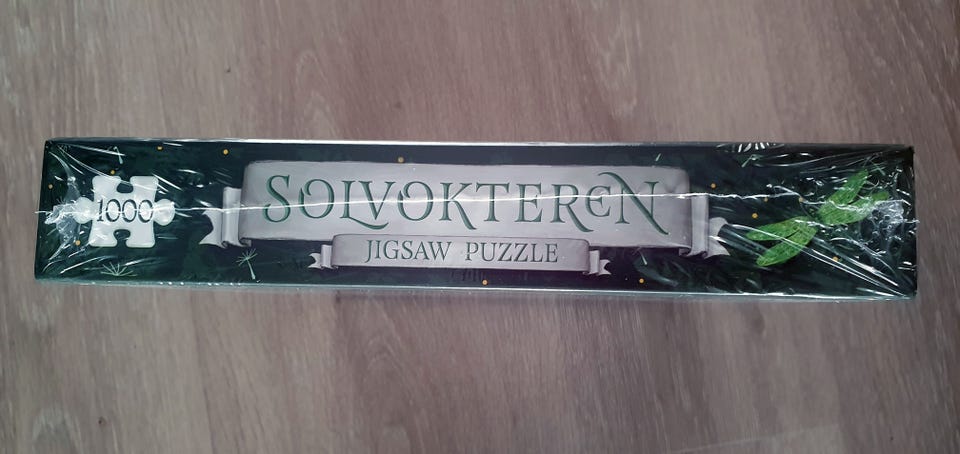 1000
SOLVOKTEREN
JIGSAW PUZZLE